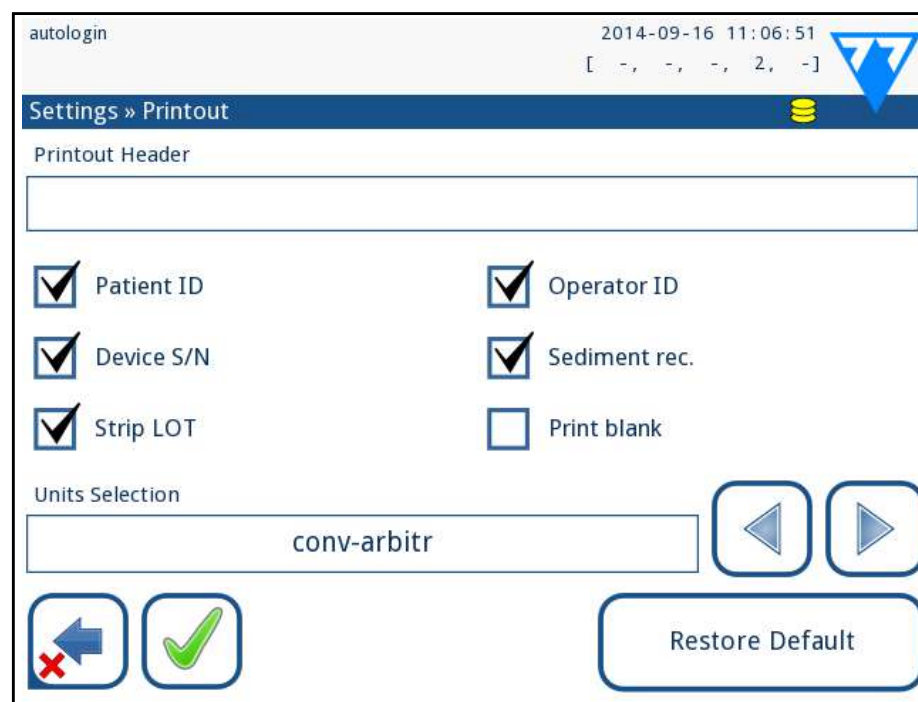 autologin 2014-09-16 11:06:51
[ -, -, -, 2, -]
Settings » Printout
Printout Header
Patient ID Operator ID
Device S/N Sediment rec.
Strip LOT Print blank
Units Selection
conv-arbitr
Restore Default